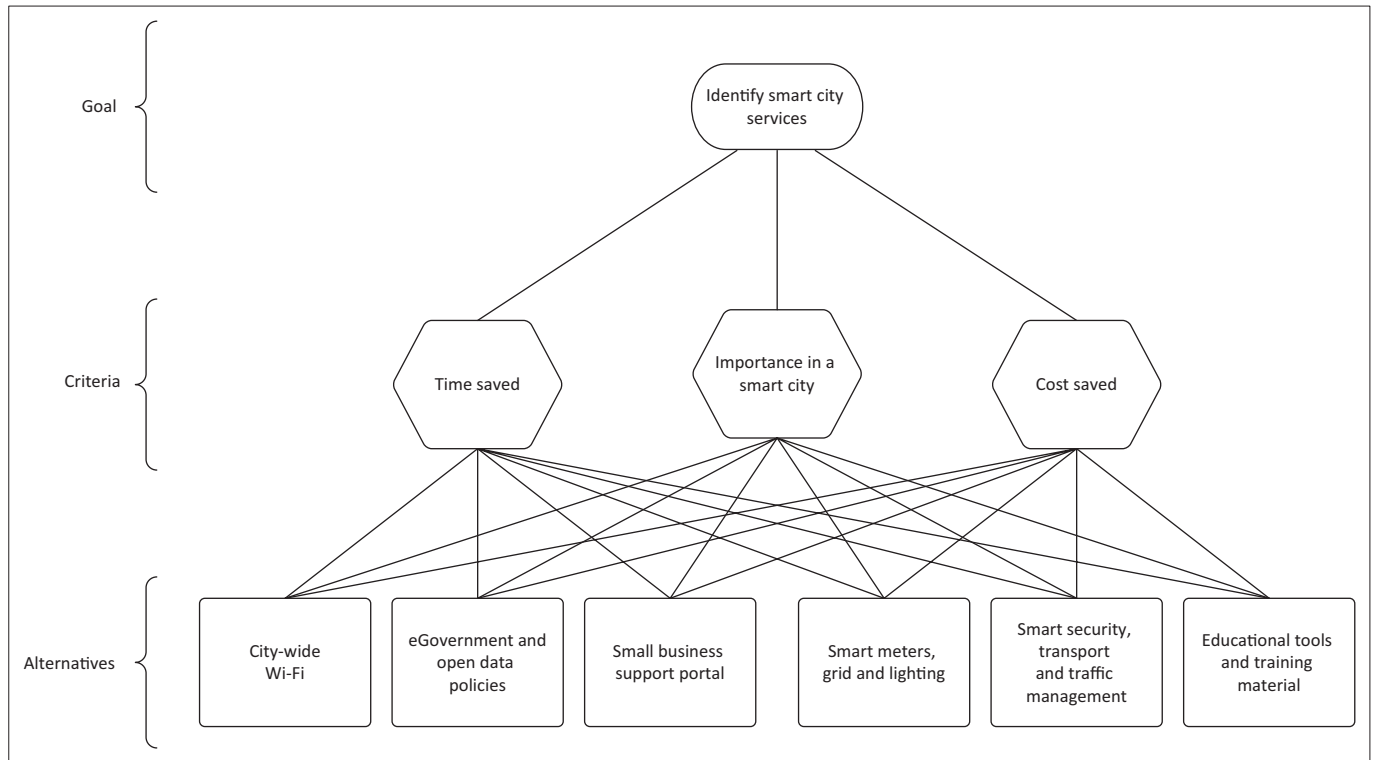 Goal
Identify smart city
services
Criteria
Time saved
Importance in a
smart city
Cost saved
Alternatives
City-wide
Wi-Fi
eGovernment and
open data
policies
Small business
support portal
Smart meters,
grid and lighting
Smart security,
transport
and traffic
management
Educational tools
and training
material